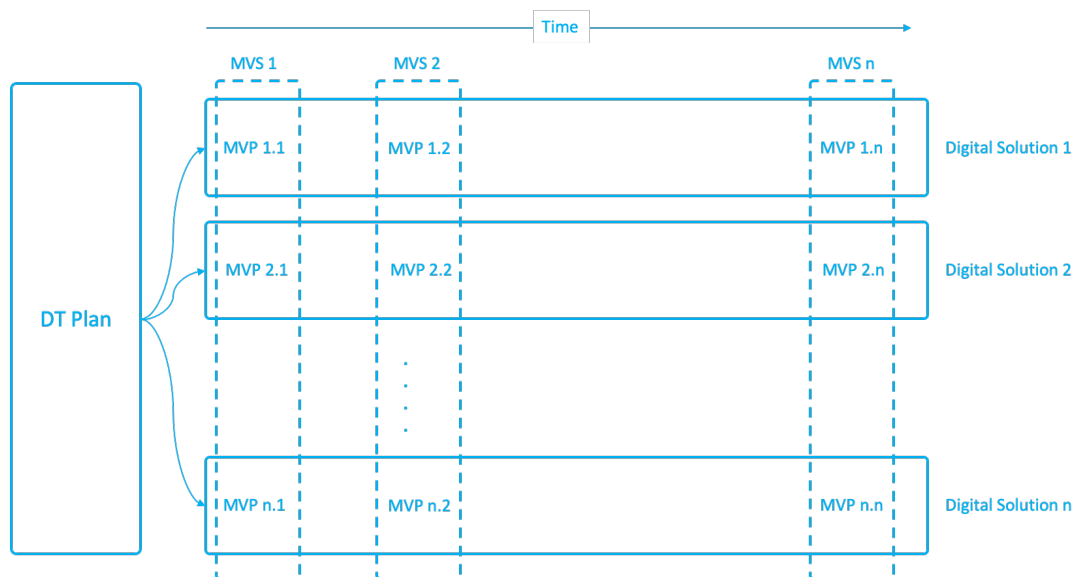 Time
MVS 1 MVS 2 MVS n
MVP 1.1 MVP 1.2 MVP 1.n Digital Solution 1
MVP 2.1 MVP 2.2 MVP 2.n Digital Solution 2
DT Plan
MVP n.1 MVP n.2 MVP n.n Digital Solution n